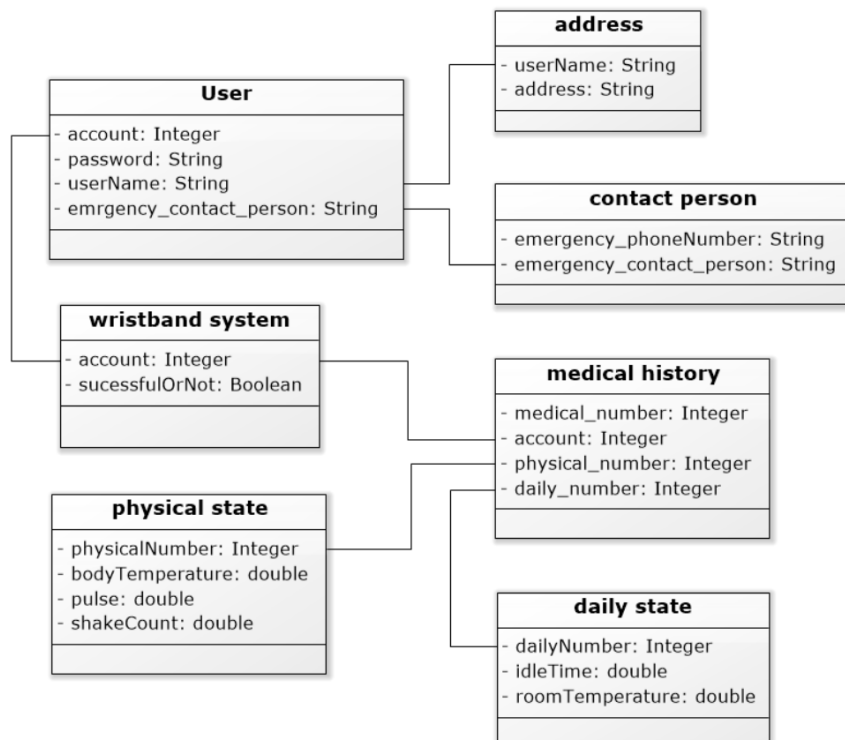 address
- userName: String
- address: String
User
- account: Integer
- password: String
- userName: String
- emrgency_contact_person: String
contact person
- emergency_phoneNumber: String
- emergency_contact_person: String
wristband system
- account: Integer
- sucessfulOrNot: Boolean
medical history
- medical_number: Integer
- account: Integer
- physical_number: Integer
- daily_number: Integer
physical state
- physicalNumber: Integer
- bodyTemperature: double
- pulse: double
- shakeCount: double
daily state
- dailyNumber: Integer
- idleTime: double
- roomTemperature: double